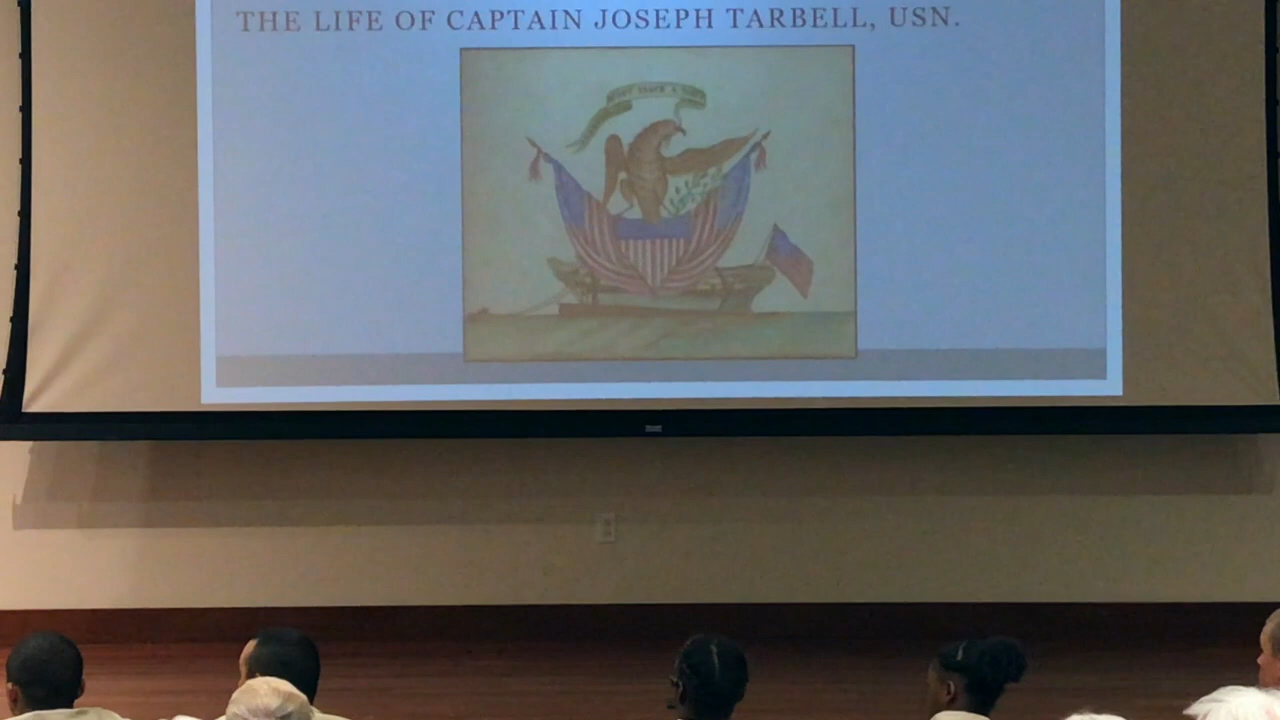 THE LIFE OF CAPTAIN JOSEPH TARBELL, USN.